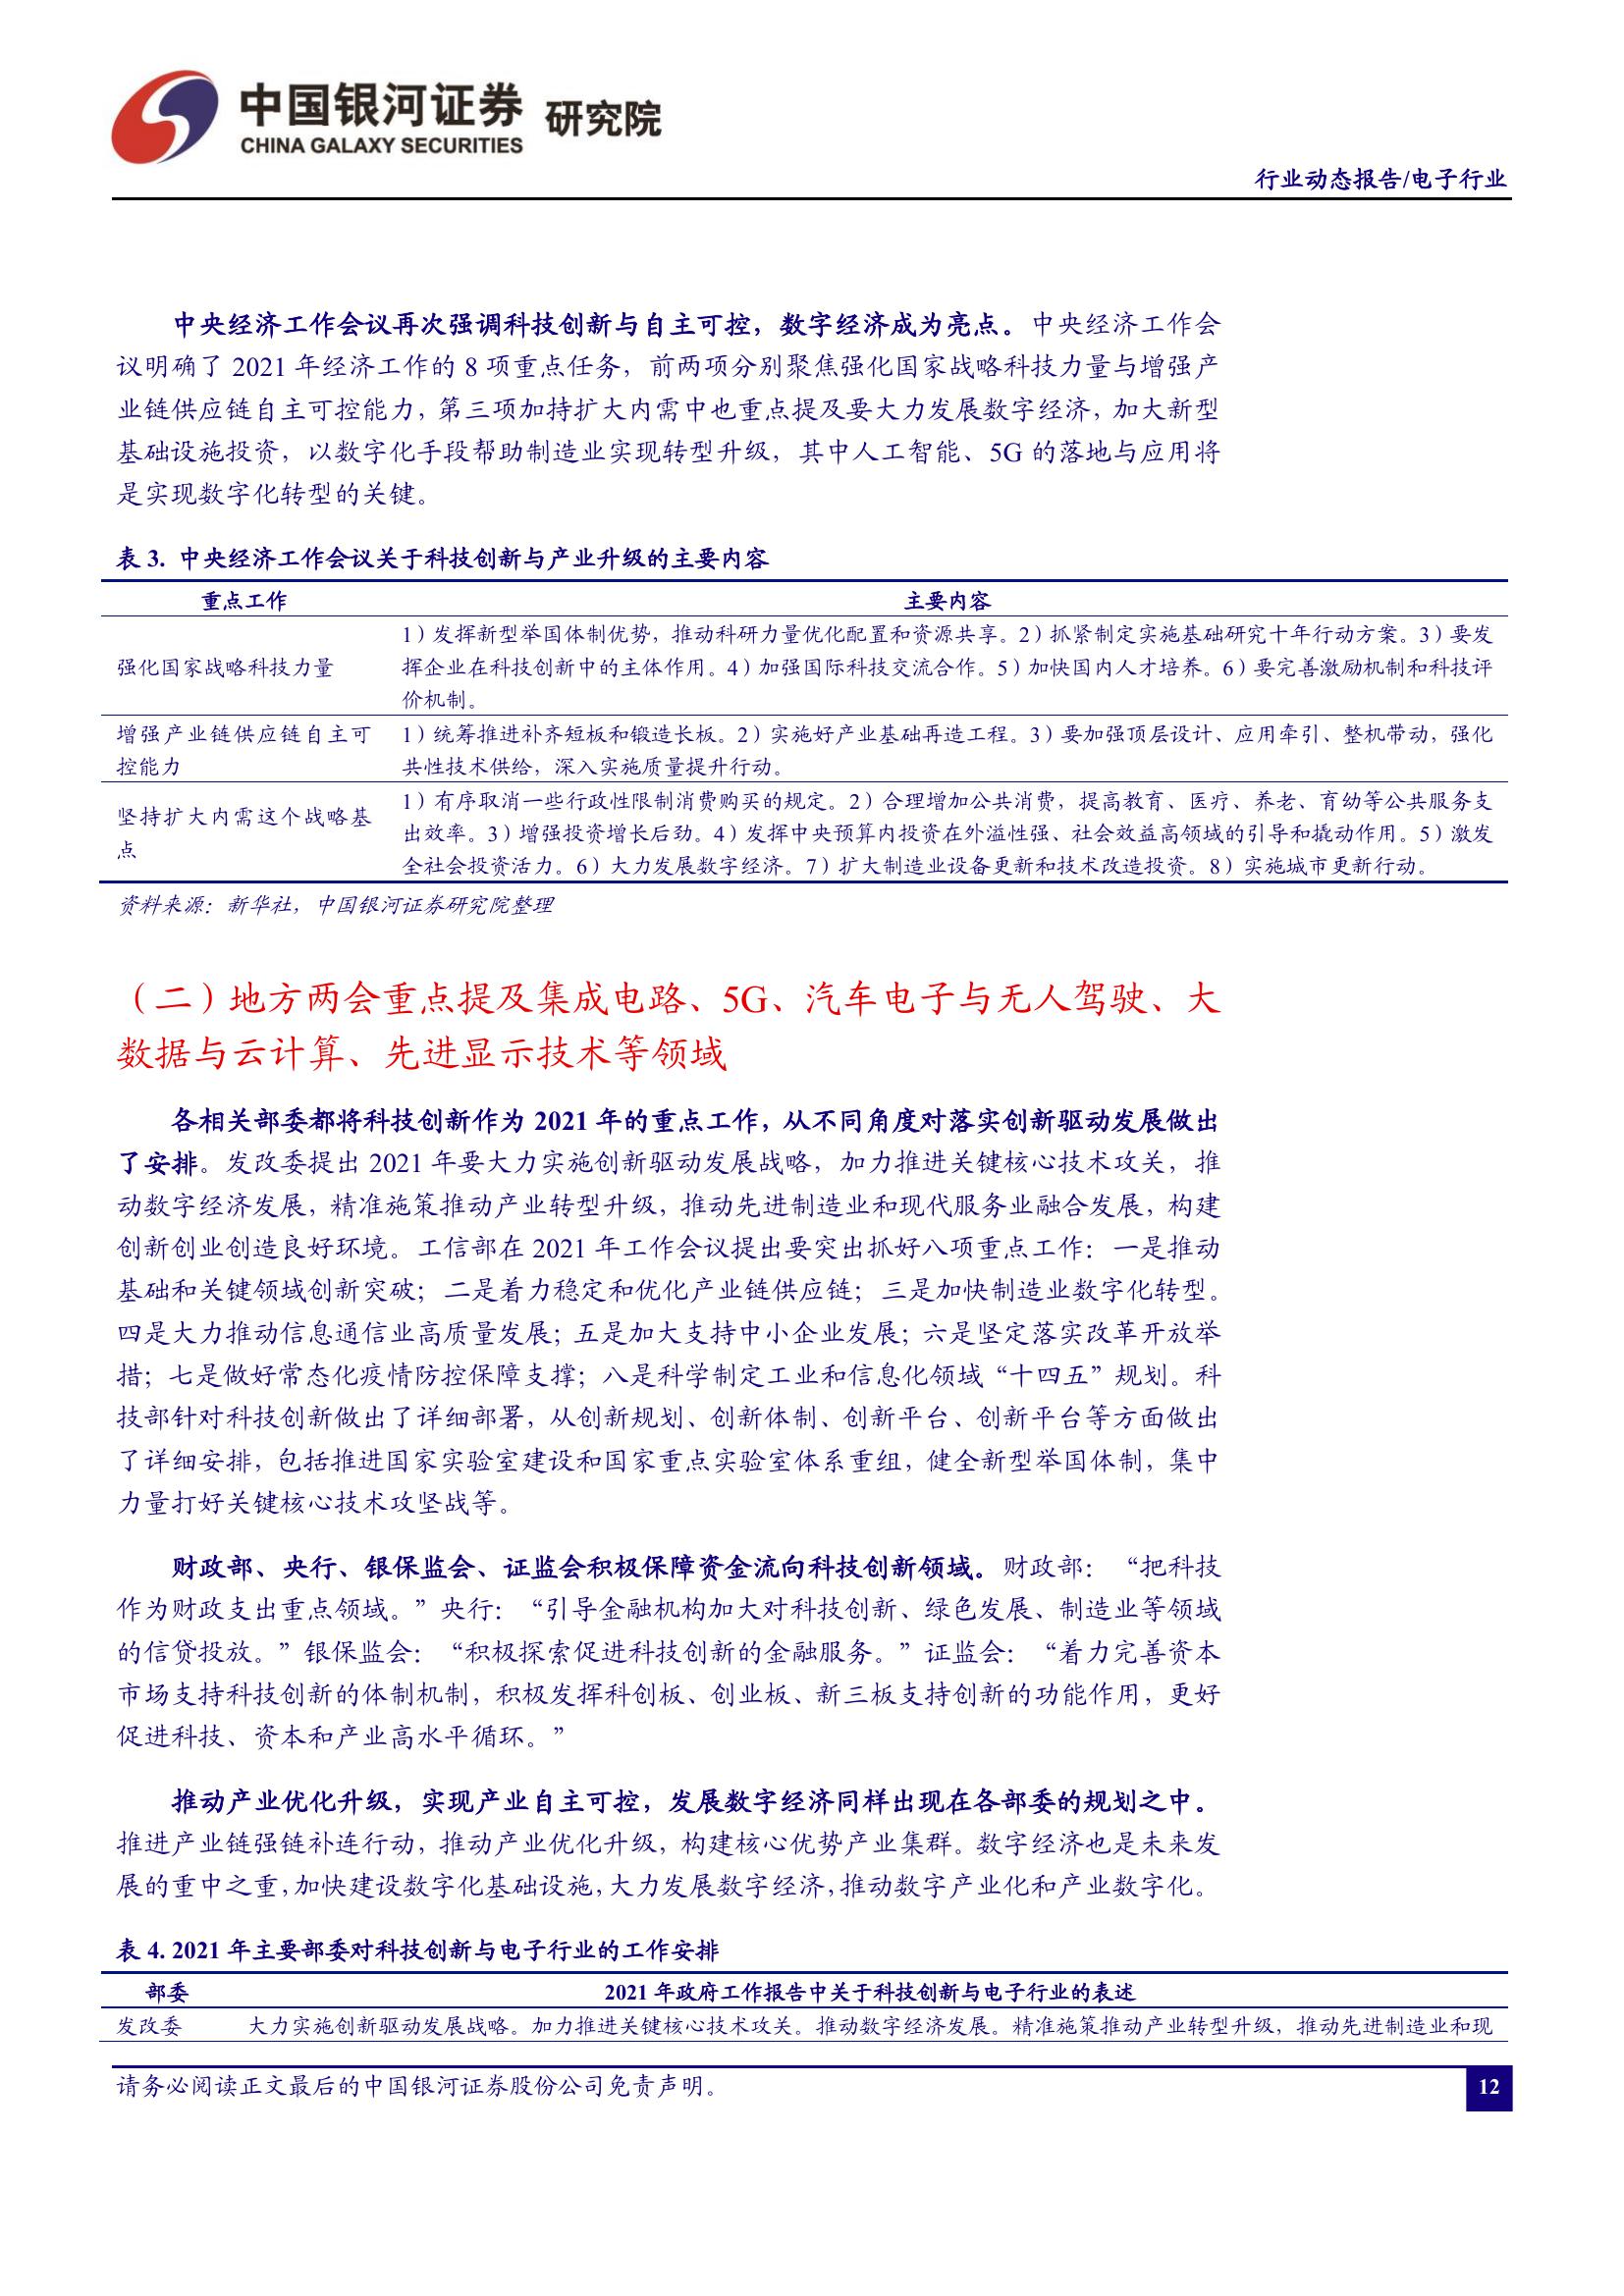 中国银河证券 研究院
CHINA GALAXY SECURITIES
行业动态报告/电子行业
中央经济工作会议再次强调科技创新与自主可控，数字经济成为亮点。中央经济工作会
议明确了 2021 年经济工作的 8 项重点任务，前两项分别聚焦强化国家战略科技力量与增强产
业链供应链自主可控能力，第三项加持扩大内需中也重点提及要大力发展数字经济，加大新型
基础设施投资，以数字化手段帮助制造业实现转型升级，其中人工智能、5G 的落地与应用将
是实现数字化转型的关键。
表 3. 中央经济工作会议关于科技创新与产业升级的主要内容
重点工作 主要内容
强化国家战略科技力量
1）发挥新型举国体制优势，推动科研力量优化配置和资源共享。2）抓紧制定实施基础研究十年行动方案。3）要发
挥企业在科技创新中的主体作用。4）加强国际科技交流合作。5）加快国内人才培养。6）要完善激励机制和科技评
价机制。
增强产业链供应链自主可
控能力
1）统筹推进补齐短板和锻造长板。2）实施好产业基础再造工程。3）要加强顶层设计、应用牵引、整机带动，强化
共性技术供给，深入实施质量提升行动。
坚持扩大内需这个战略基
点
1）有序取消一些行政性限制消费购买的规定。2）合理增加公共消费，提高教育、医疗、养老、育幼等公共服务支
出效率。3）增强投资增长后劲。4）发挥中央预算内投资在外溢性强、社会效益高领域的引导和撬动作用。5）激发
全社会投资活力。6）大力发展数字经济。7）扩大制造业设备更新和技术改造投资。8）实施城市更新行动。
资料来源：新华社，中国银河证券研究院整理
（二）地方两会重点提及集成电路、5G、汽车电子与无人驾驶、大
数据与云计算、先进显示技术等领域
各相关部委都将科技创新作为 2021 年的重点工作，从不同角度对落实创新驱动发展做出
了安排。发改委提出 2021 年要大力实施创新驱动发展战略，加力推进关键核心技术攻关，推
动数字经济发展，精准施策推动产业转型升级，推动先进制造业和现代服务业融合发展，构建
创新创业创造良好环境。工信部在 2021 年工作会议提出要突出抓好八项重点工作：一是推动
基础和关键领域创新突破；二是着力稳定和优化产业链供应链；三是加快制造业数字化转型。
四是大力推动信息通信业高质量发展；五是加大支持中小企业发展；六是坚定落实改革开放举
措；七是做好常态化疫情防控保障支撑；八是科学制定工业和信息化领域“十四五”规划。科
技部针对科技创新做出了详细部署，从创新规划、创新体制、创新平台、创新平台等方面做出
了详细安排，包括推进国家实验室建设和国家重点实验室体系重组，健全新型举国体制，集中
力量打好关键核心技术攻坚战等。
财政部、央行、银保监会、证监会积极保障资金流向科技创新领域。财政部：“把科技
作为财政支出重点领域。”央行：“引导金融机构加大对科技创新、绿色发展、制造业等领域
的信贷投放。”银保监会：“积极探索促进科技创新的金融服务。”证监会：“着力完善资本
市场支持科技创新的体制机制，积极发挥科创板、创业板、新三板支持创新的功能作用，更好
促进科技、资本和产业高水平循环。”
推动产业优化升级，实现产业自主可控，发展数字经济同样出现在各部委的规划之中。
推进产业链强链补连行动，推动产业优化升级，构建核心优势产业集群。数字经济也是未来发
展的重中之重，加快建设数字化基础设施，大力发展数字经济，推动数字产业化和产业数字化。
表 4. 2021 年主要部委对科技创新与电子行业的工作安排
部委 2021 年政府工作报告中关于科技创新与电子行业的表述
发改委 大力实施创新驱动发展战略。加力推进关键核心技术攻关。推动数字经济发展。精准施策推动产业转型升级，推动先进制造业和现
请务必阅读正文最后的中国银河证券股份公司免责声明。
12